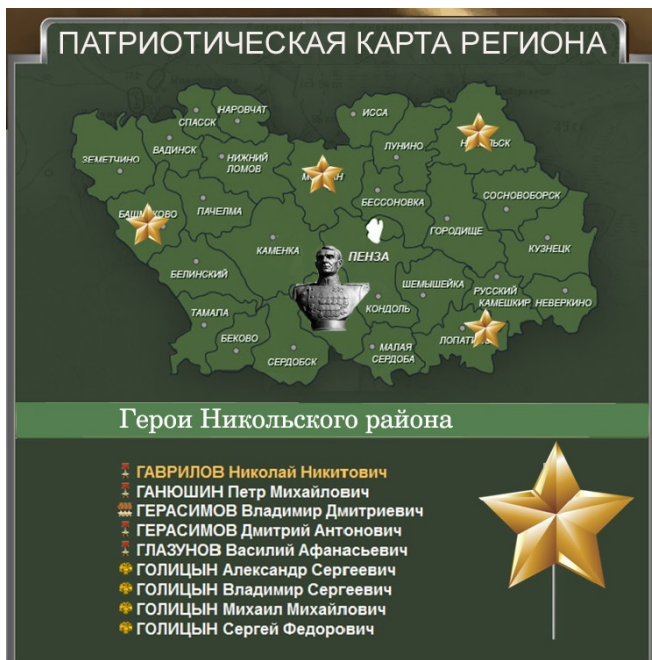 ПАТРИОТИЧЕСКАЯ КАРТА РЕГИОНА
НАРОВЧАТ
СПАССК
ИССА
ВАДИНСК
ЛУНИНО
ЗЕМЕТЧИНО
НИЖНИЙ
ЛОМОВ
СОСНОВОБОРСК
БЕССОНОВКА
ПАЧЕЛМА
ГОРОДИЩЕ
КАМЕНКА
КУЗНЕЦК
ПЕНЗА
БЕЛИНСКИЙ
ШЕМЫШЕЙКА
РУССКИЙ
КАМЕШКИР
НЕВЕРКИНО
ТАМАЛА
КОНДОЛЬ
БЕКОВО
МАЛАЯ
СЕРДОБА
СЕРДОБСК
Герои Никольского района
ГАВРИЛОВ Николай Никитович
ГАНЮШИН Петр Михайлович
ГЕРАСИМОВ Владимир Дмитриевич
ГЕРАСИМОВ Дмитрий Антонович
ГЛАЗУНОВ Василий Афанасьевич
ГОЛИЦЫН Александр Сергеевич
ГОЛИЦЫН Владимир Сергеевич
ГОЛИЦЫН Михаил Михайлович
ГОЛИЦЫН Сергей Федорович